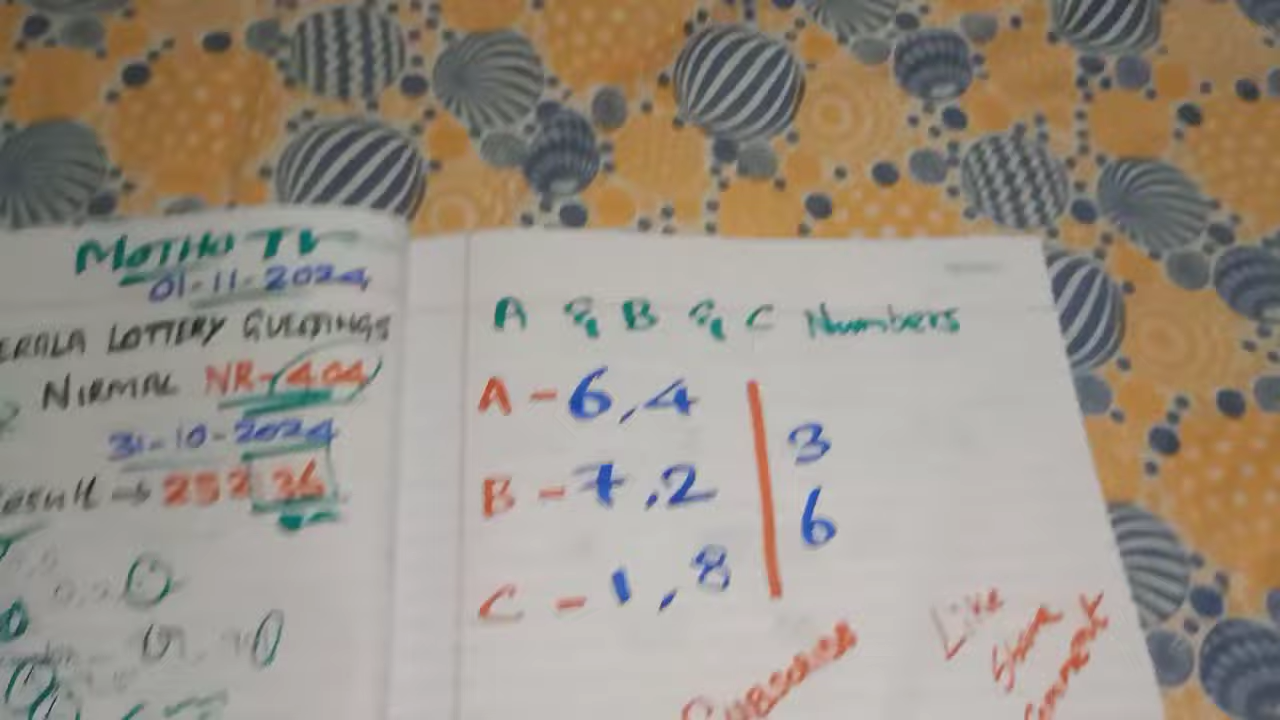 MOTHU TV
01-11-2024
ERALA LOTTERY GUESSINGS
NIRMAL NR-404
31-10-2024
esult → 252 36
A & B & C Numbers
A - 6, 4
B - 7, 2
C - 1, 8
3
6
SUBSCRIBE
Like
Share
comment